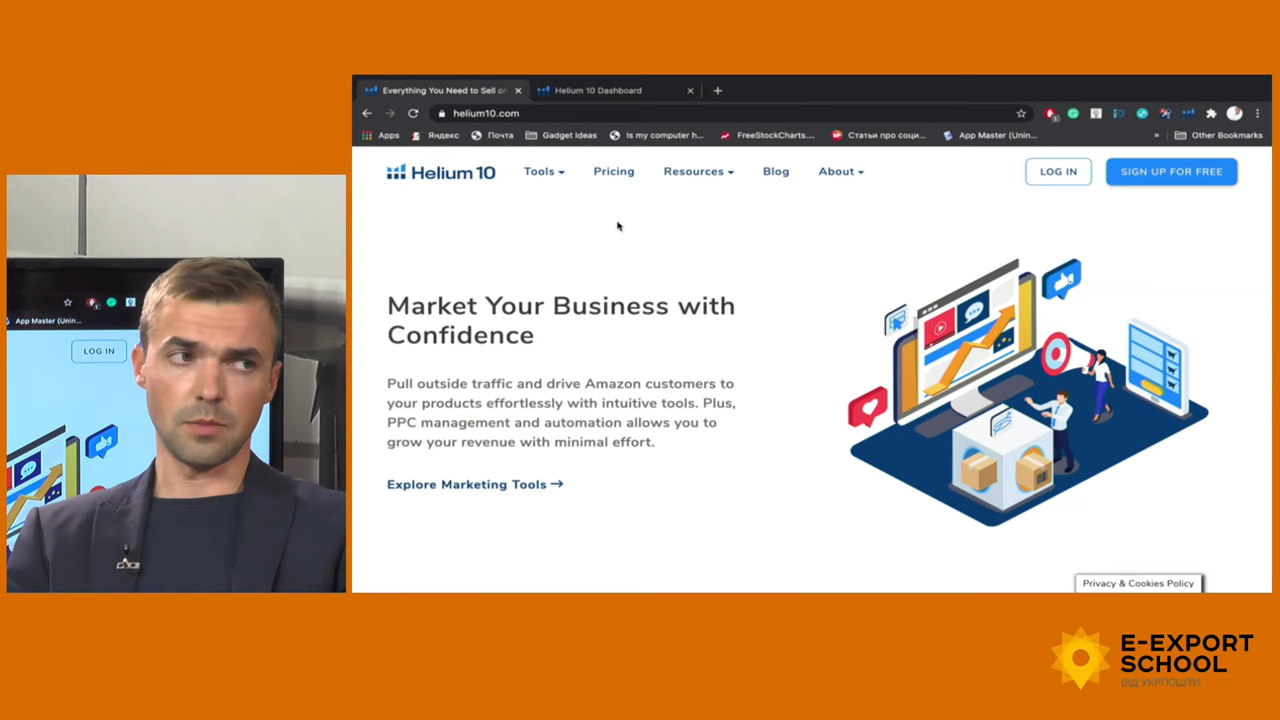 Everything You Need to Sell on
Helium 10 Dashboard
helium10.com
Apps
Яндекс
Почта
Gadget Ideas
Is my computer h...
FreeStockCharts....
Статьи про соци...
App Master (Unin...
»
Other Bookmarks
Helium 10
Tools
Pricing
Resources
Blog
About
LOG IN
SIGN UP FOR FREE
Market Your Business with
Confidence
Pull outside traffic and drive Amazon customers to
your products effortlessly with intuitive tools. Plus,
PPC management and automation allows you to
grow your revenue with minimal effort.
Explore Marketing Tools →
Privacy & Cookies Policy
App Master (Unin...
LOG IN
E-EXPORT
SCHOOL
ВІД УКРПОШТИ